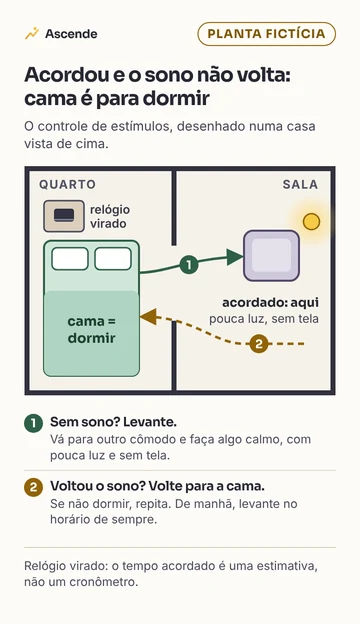 Ascende
PLANTA FICTÍCIA
Acordou e o sono não volta:
cama é para dormir
O controle de estímulos, desenhado numa casa
vista de cima.
QUARTO
SALA
relógio
virado
1
cama =
dormir
acordado: aqui
pouca luz, sem tela
2
1 Sem sono? Levante.
Vá para outro cômodo e faça algo calmo, com
pouca luz e sem tela.
2 Voltou o sono? Volte para a cama.
Se não dormir, repita. De manhã, levante no
horário de sempre.
Relógio virado: o tempo acordado é uma estimativa,
não um cronômetro.